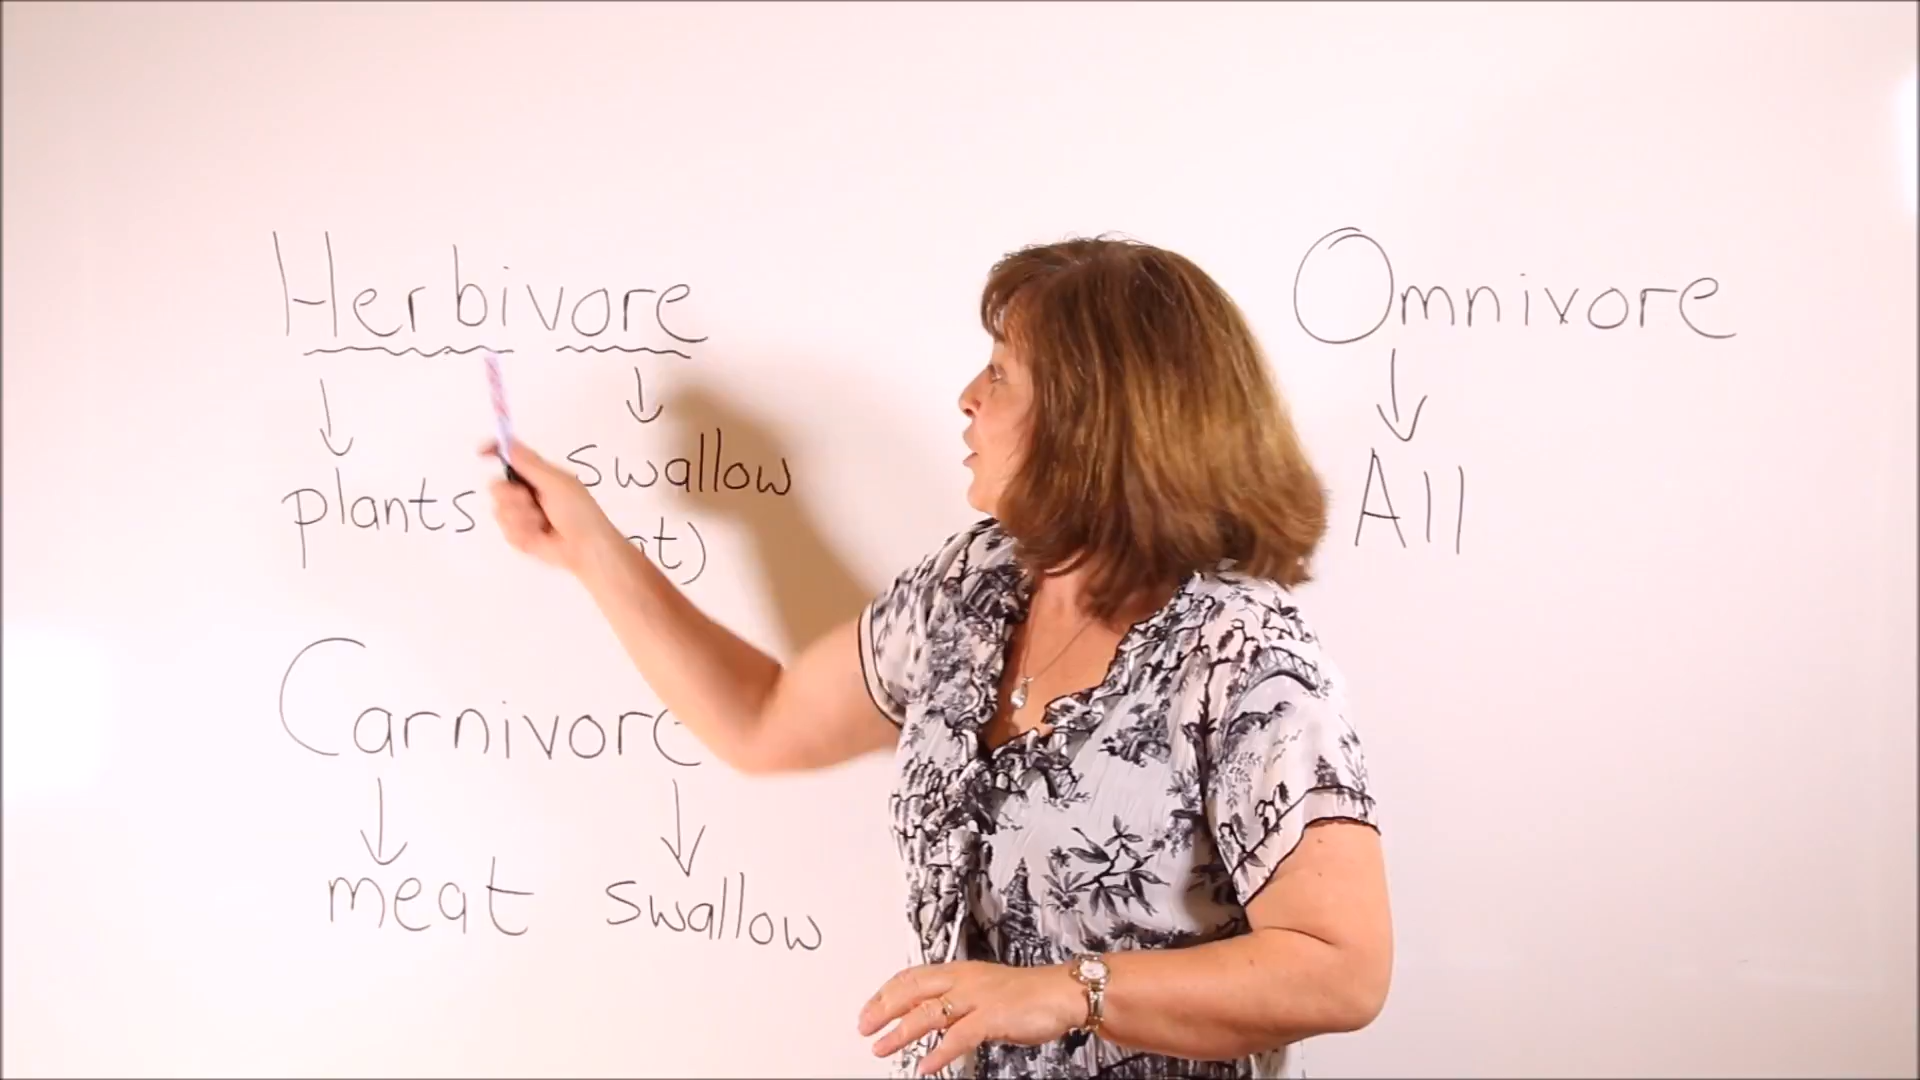 Herbivore
plants swallow
Carnivore
meat swallow
Omnivore
All